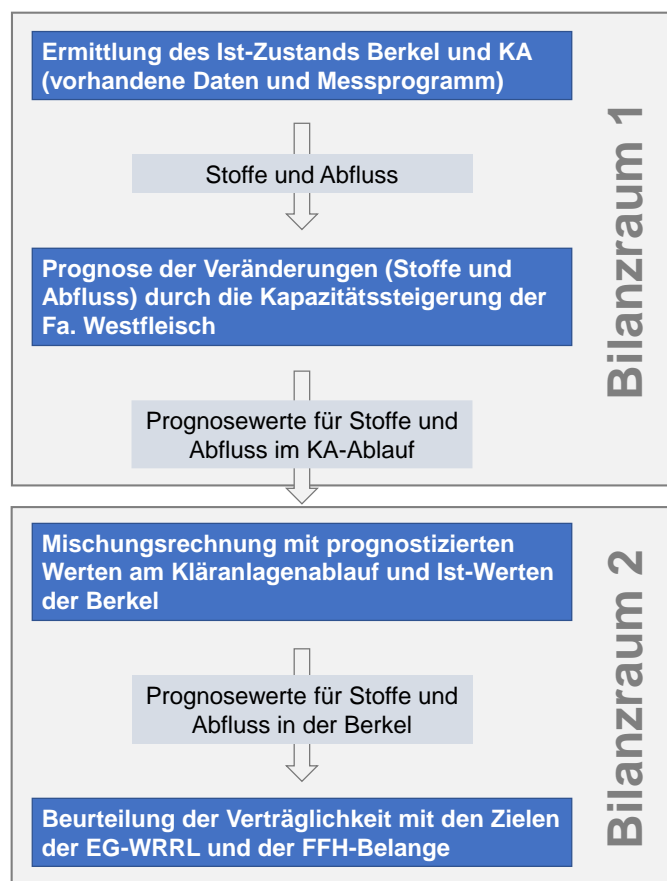 Ermittlung des Ist-Zustands Berkel und KA
(vorhandene Daten und Messprogramm)
Stoffe und Abfluss
Prognose der Veränderungen (Stoffe und
Abfluss) durch die Kapazitätssteigerung der
Fa. Westfleisch
Prognosewerte für Stoffe und
Abfluss im KA-Ablauf
Bilanzraum 1
Mischungsrechnung mit prognostizierten
Werten am Kläranlagenablauf und Ist-Werten
der Berkel
Prognosewerte für Stoffe und
Abfluss in der Berkel
Beurteilung der Verträglichkeit mit den Zielen
der EG-WRRL und der FFH-Belange
Bilanzraum 2